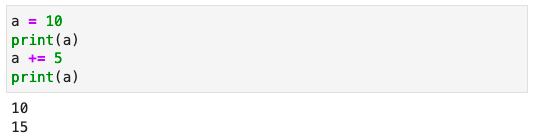 a = 10
print(a)
a += 5
print(a)
10
15